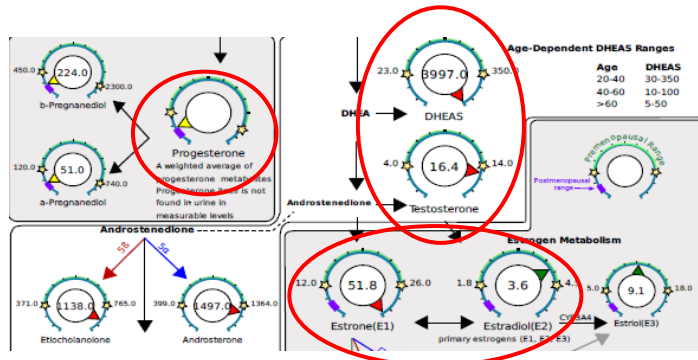 450.0
224.0
2300.0
b-Pregnanediol
120.0
51.0
740.0
a-Pregnanediol
Progesterone
A weighted average of
progesterone metabolites
Progesterone itself is not
found in urine in
measurable levels
DHEA
23.0
3997.0
350.0
DHEAS
4.0
16.4
14.0
Testosterone
Androstenedione
Age-Dependent DHEAS Ranges
Age DHEAS
20-40 30-350
40-60 10-100
>60 5-50
Premenopausal Range
Postmenopausal
range
Androstenedione
5ß
5α
371.0
1138.0
765.0
Etiocholanolone
399.0
1497.0
1364.0
Androsterone
Estrogen Metabolism
12.0
51.8
26.0
Estrone(E1)
1.8
3.6
Estradiol(E2)
primary estrogens (E1, E2, E3)
CYP3A4
5.0
9.1
18.0
Estriol(E3)